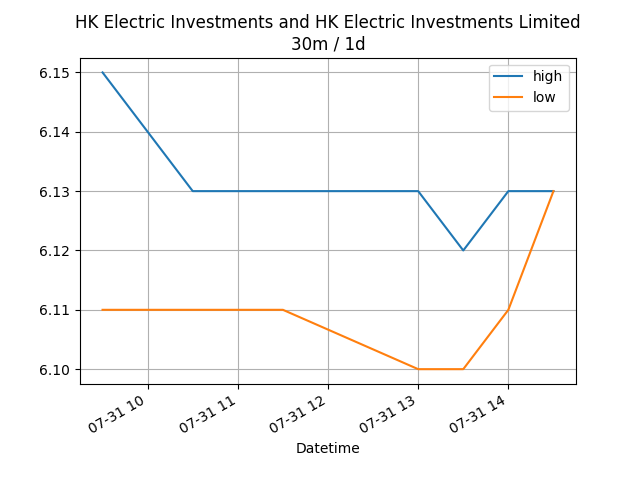 HK Electric Investments and HK Electric Investments Limited
30m / 1d
6.15
6.14
6.13
6.12
6.11
6.10
high
low
07-31 10
07-31 11
07-31 12
07-31 13
07-31 14
Datetime